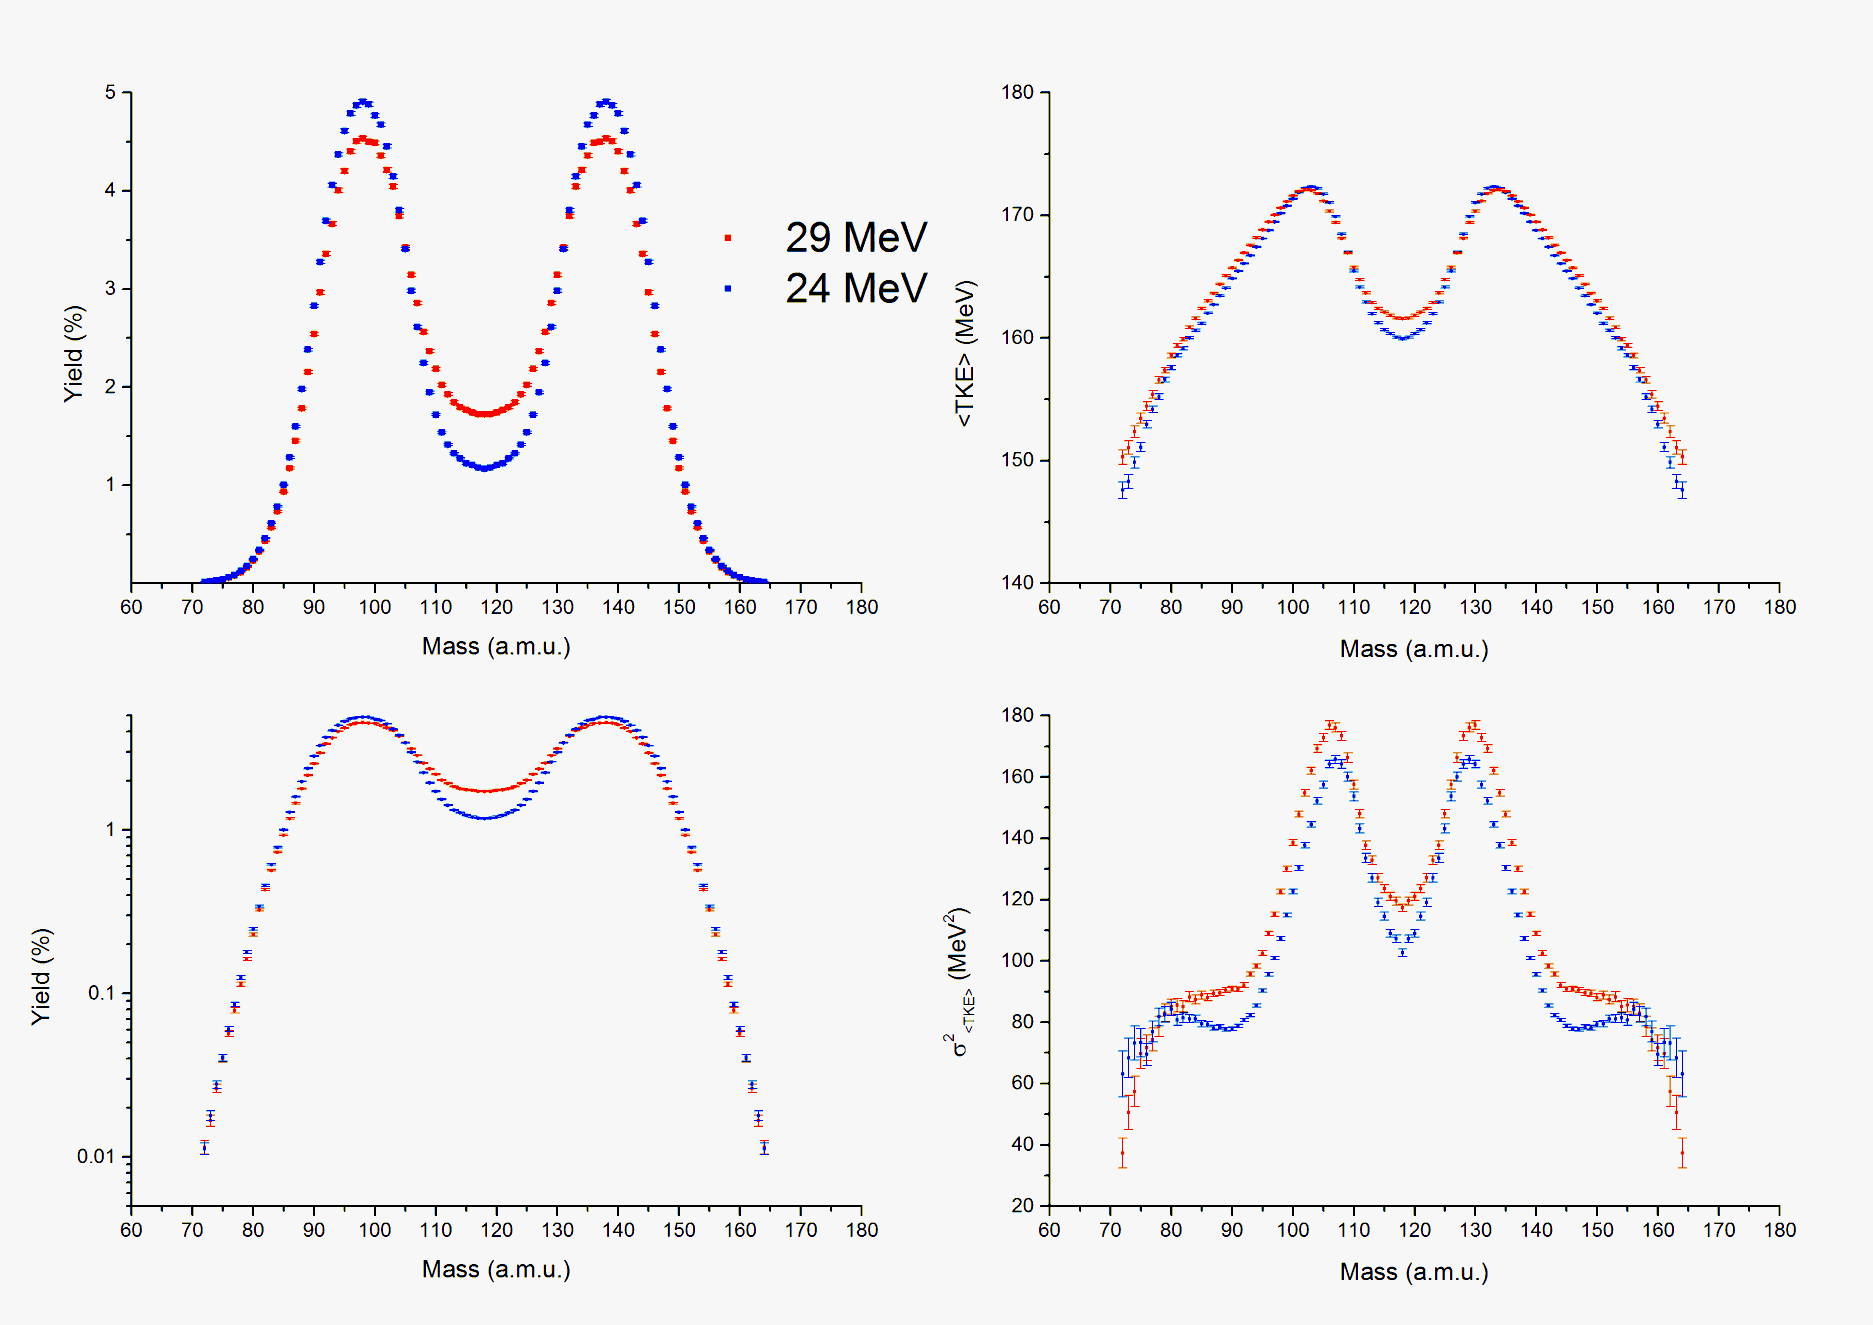 5
4
3
2
1
60 70 80 90 100 110 120 130 140 150 160 170 180
Yield (%)
Mass (a.m.u.)
29 MeV
24 MeV
180
170
160
150
140
60 70 80 90 100 110 120 130 140 150 160 170 180
<TKE> (MeV)
Mass (a.m.u.)
1
0.1
0.01
60 70 80 90 100 110 120 130 140 150 160 170 180
Yield (%)
Mass (a.m.u.)
180
160
140
120
100
80
60
40
20
60 70 80 90 100 110 120 130 140 150 160 170 180
σ²<TKE> (MeV²)
Mass (a.m.u.)